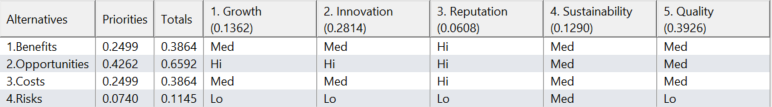 Alternatives Priorities Totals 1. Growth (0.1362) 2. Innovation (0.2814) 3. Reputation (0.0608) 4. Sustainability (0.1290) 5. Quality (0.3926)
1.Benefits 0.2499 0.3864 Med Med Hi Med Med
2.Opportunities 0.4262 0.6592 Hi Hi Hi Med Med
3.Costs 0.2499 0.3864 Med Med Hi Med Med
4.Risks 0.0740 0.1145 Lo Lo Lo Med Lo